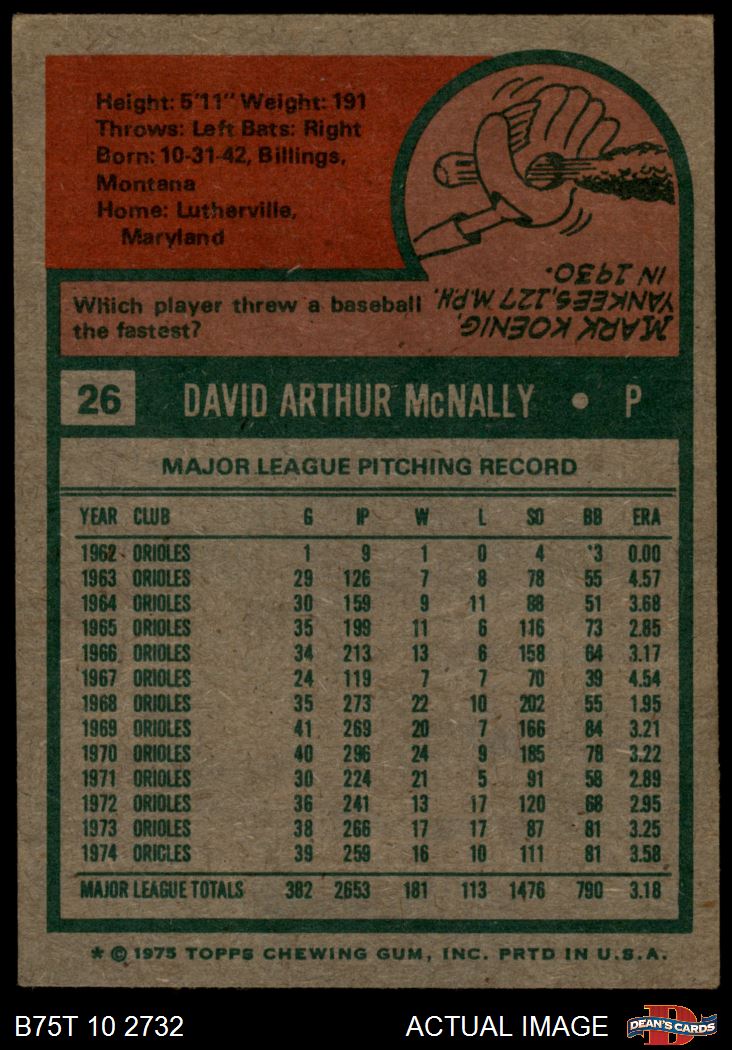 Height: 5'11" Weight: 191
Throws: Left Bats: Right
Born: 10-31-42, Billings,
Montana
Home: Lutherville,
Maryland
Which player threw a baseball
the fastest?
MARK KOENIG,
YANKEES, 127 M.P.H.
IN 1930.
26 DAVID ARTHUR McNALLY • P
MAJOR LEAGUE PITCHING RECORD
YEAR CLUB G IP W L SO BB ERA
1962 ORIOLES 1 9 1 0 4 3 0.00
1963 ORIOLES 29 126 7 8 78 55 4.57
1964 ORIOLES 30 159 9 11 88 51 3.68
1965 ORIOLES 35 199 11 6 116 73 2.85
1966 ORIOLES 34 213 13 6 158 64 3.17
1967 ORIOLES 24 119 7 7 70 39 4.54
1968 ORIOLES 35 273 22 10 202 55 1.95
1969 ORIOLES 41 269 20 7 166 84 3.21
1970 ORIOLES 40 296 24 9 185 78 3.22
1971 ORIOLES 30 224 21 5 91 58 2.89
1972 ORIOLES 36 241 13 17 120 68 2.95
1973 ORIOLES 38 266 17 17 87 81 3.25
1974 ORIOLES 39 259 16 10 111 81 3.58
MAJOR LEAGUE TOTALS 382 2653 181 113 1476 790 3.18
* © 1975 TOPPS CHEWING GUM, INC. PRTD IN U.S.A.
B75T 10 2732 ACTUAL IMAGE
DEAN'S CARDS